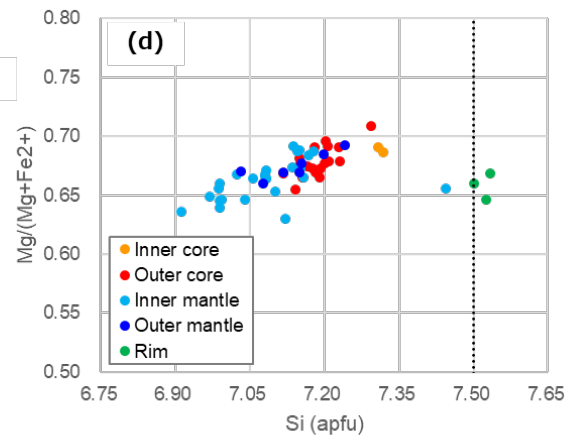 (d)
0.80
0.75
0.70
0.65
0.60
0.55
0.50
Mg/(Mg+Fe2+)
Inner core
Outer core
Inner mantle
Outer mantle
Rim
6.75 6.90 7.05 7.20 7.35 7.50 7.65
Si (apfu)